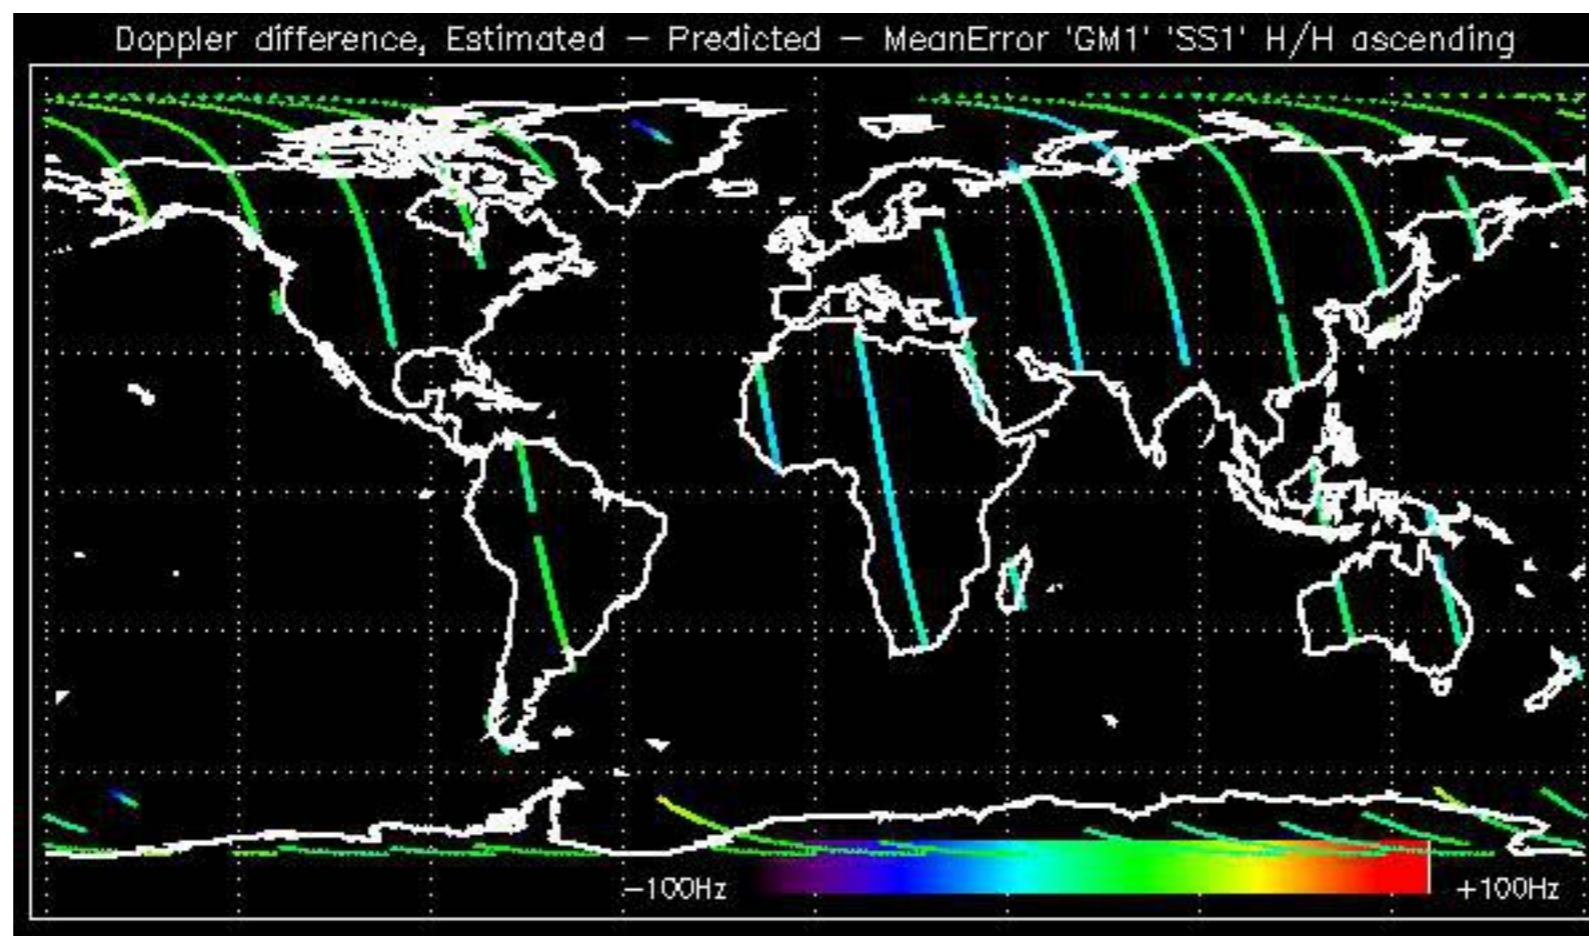 Doppler difference, Estimated − Predicted − MeanError 'GM1' 'SS1' H/H ascending
−100Hz
+100Hz